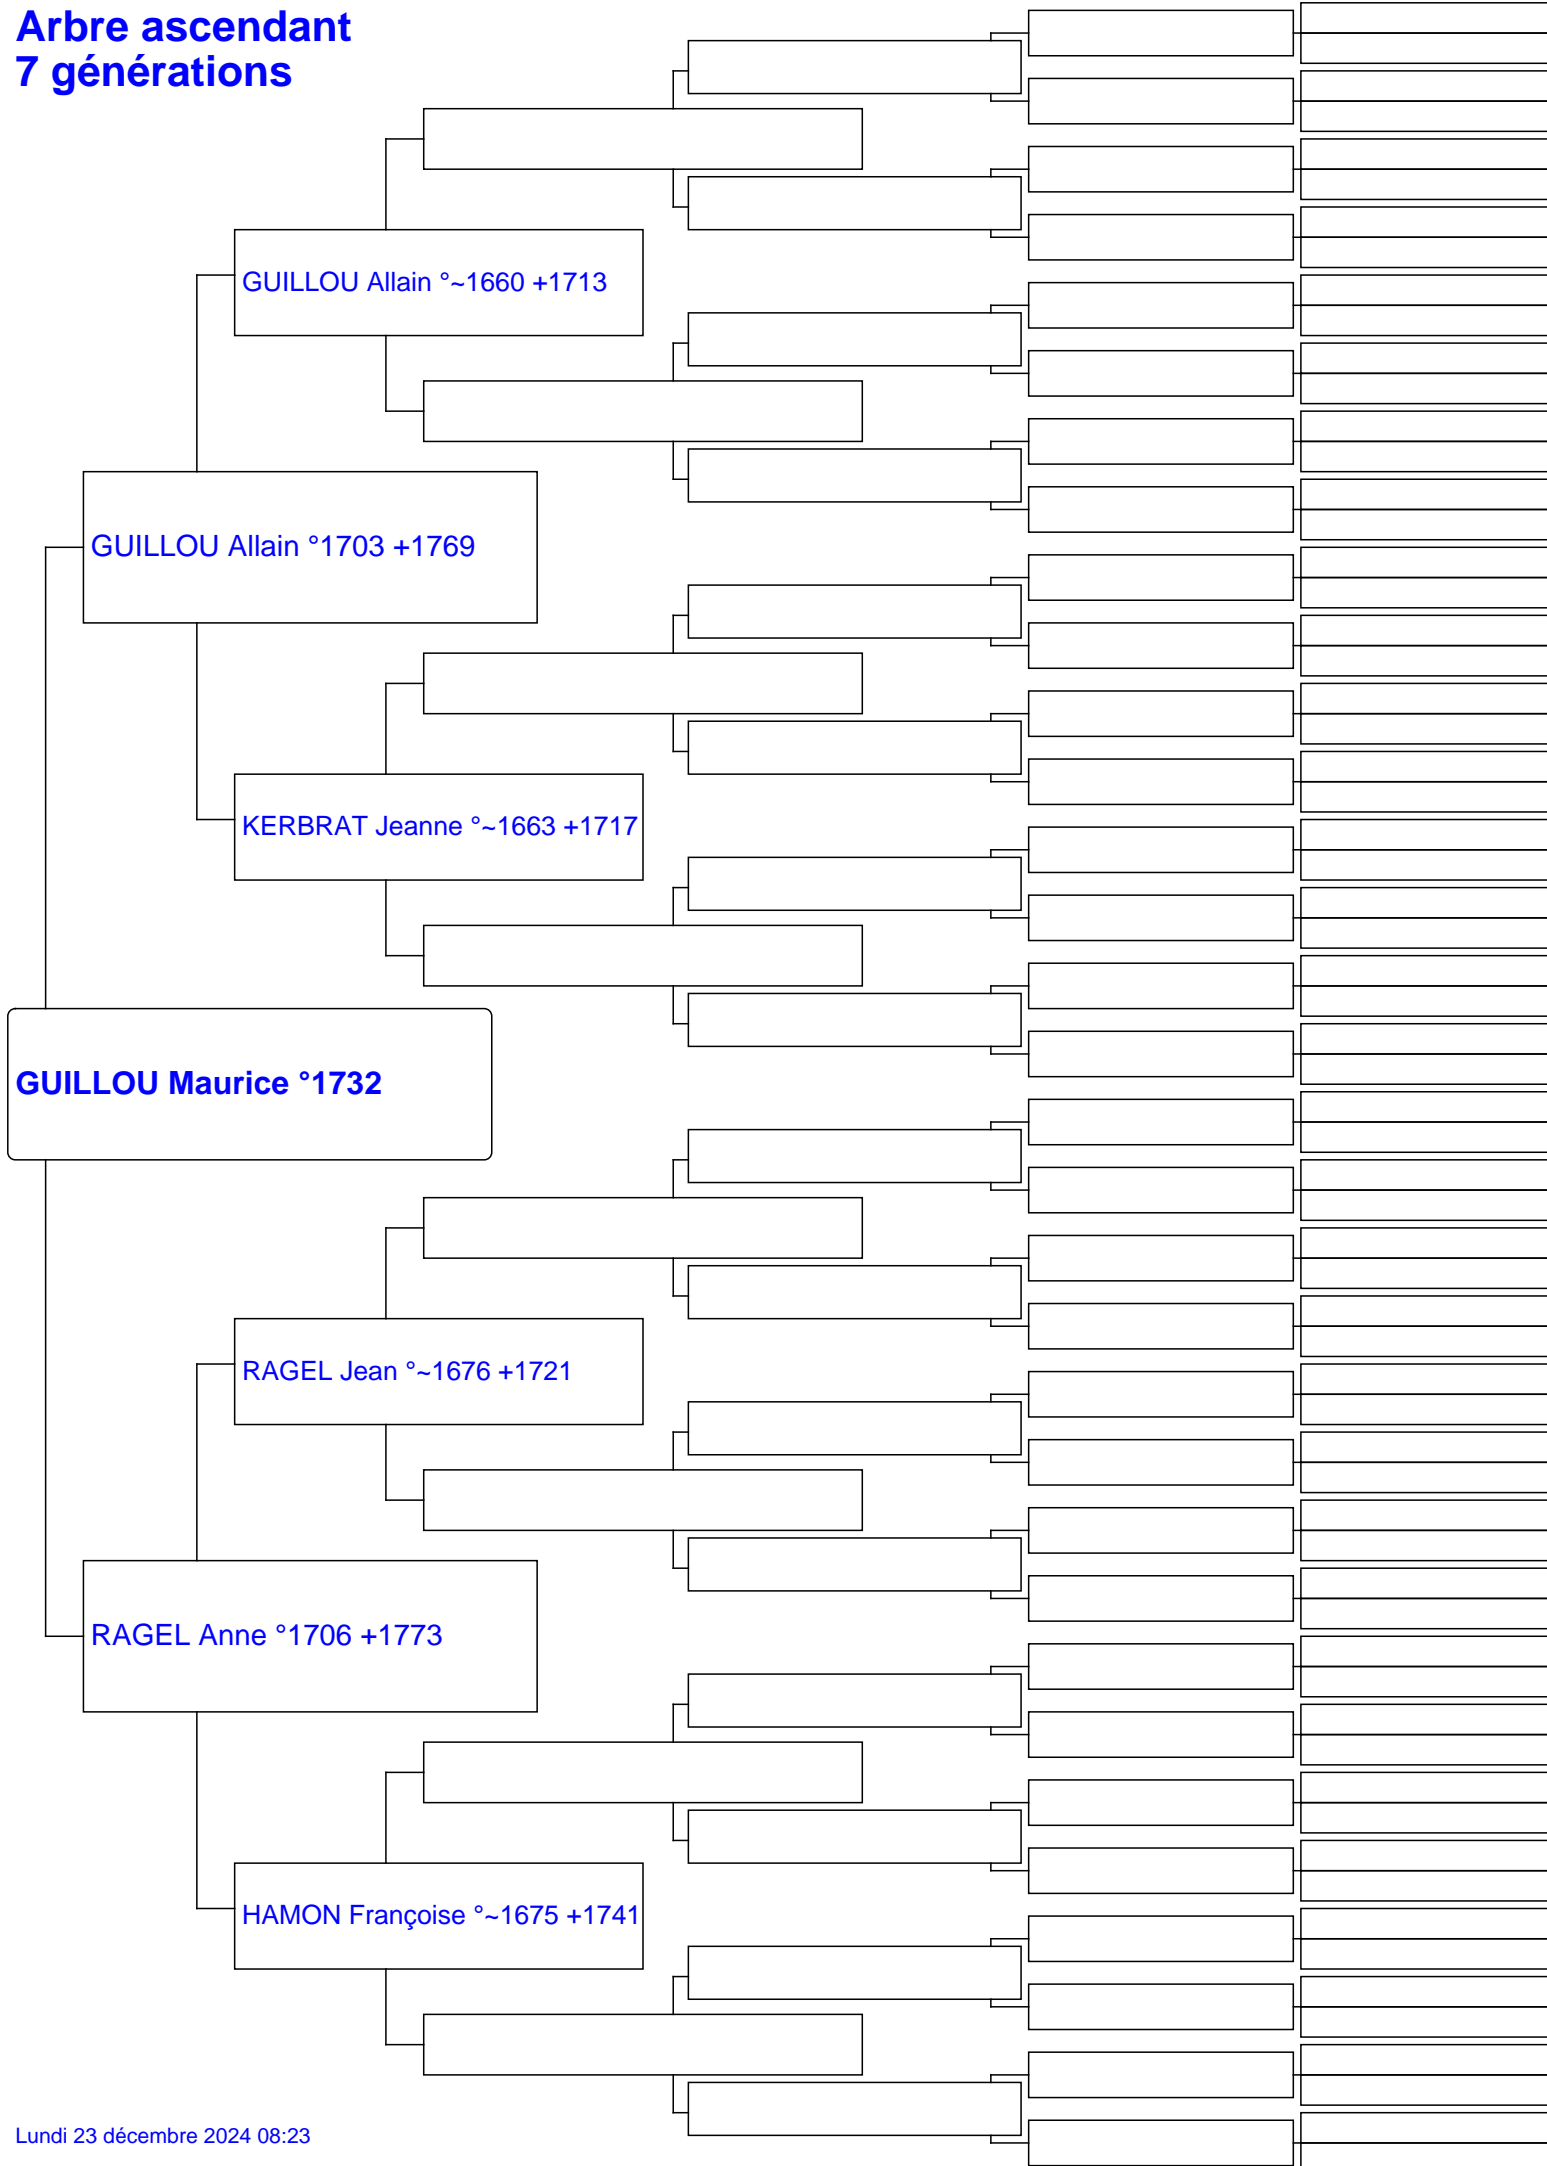 Arbre ascendant
7 générations
GUILLOU Allain °~1660 +1713
GUILLOU Allain °1703 +1769
KERBRAT Jeanne °~1663 +1717
GUILLOU Maurice °1732
RAGEL Jean °~1676 +1721
RAGEL Anne °1706 +1773
HAMON Françoise °~1675 +1741
Lundi 23 décembre 2024 08:23